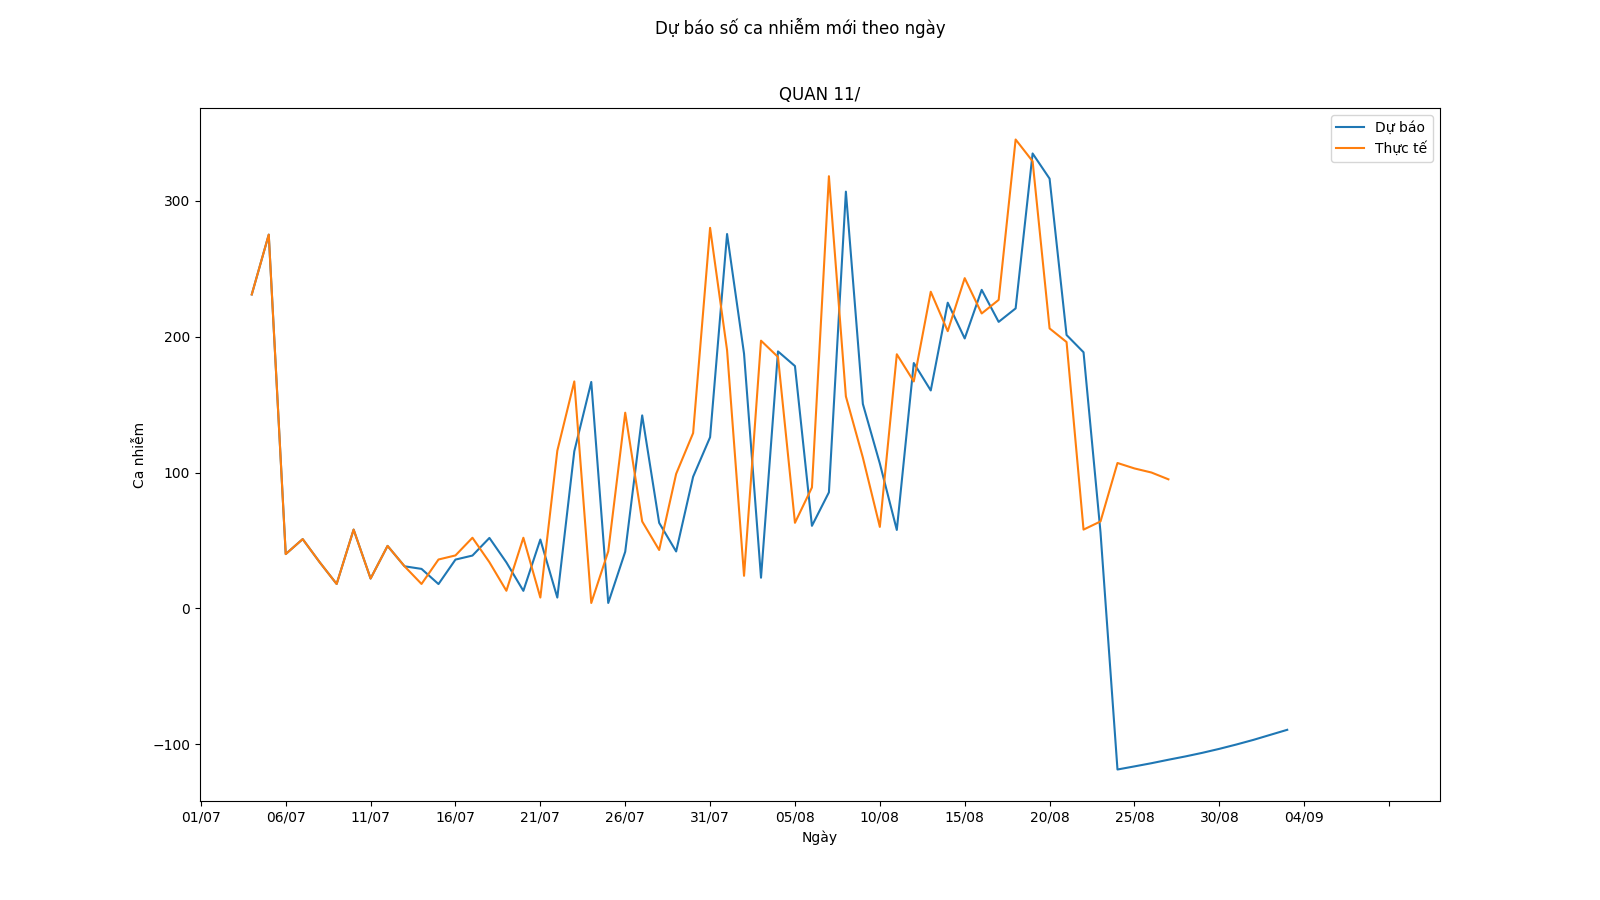 Dự báo số ca nhiễm mới theo ngày
QUAN 11/
Dự báo
Thực tế
300
200
100
0
−100
Ca nhiễm
01/07 06/07 11/07 16/07 21/07 26/07 31/07 05/08 10/08 15/08 20/08 25/08 30/08 04/09
Ngày